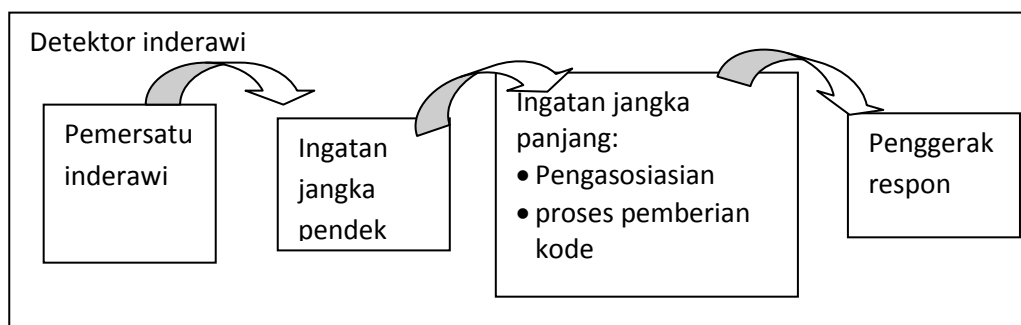 Detektor inderawi
Pemersatu
inderawi
Ingatan
jangka
pendek
Ingatan jangka
panjang:
• Pengasosiasian
• proses pemberian
kode
Penggerak
respon